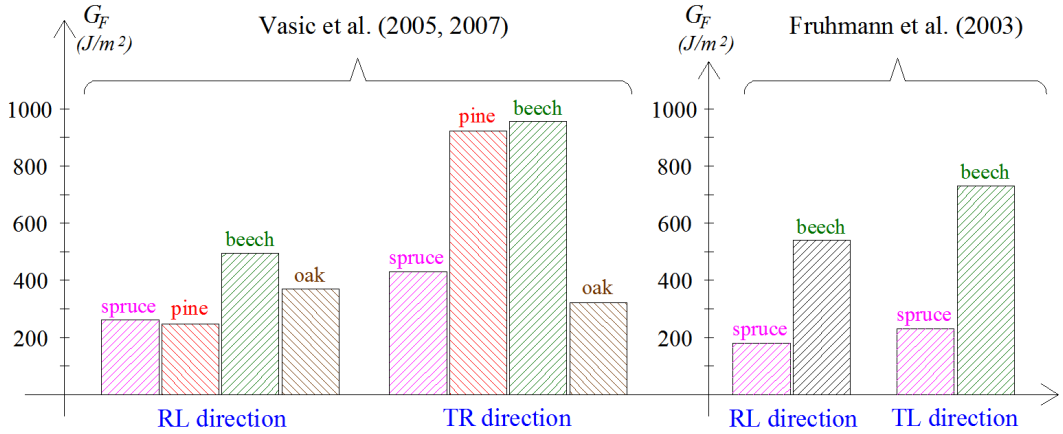 G_F
(J/m²)
Vasic et al. (2005, 2007)
1000
800
600
400
200
spruce
pine
beech
oak
spruce
pine
beech
oak
RL direction
TR direction
G_F
(J/m²)
Fruhmann et al. (2003)
1000
800
600
400
200
spruce
beech
spruce
beech
RL direction
TL direction